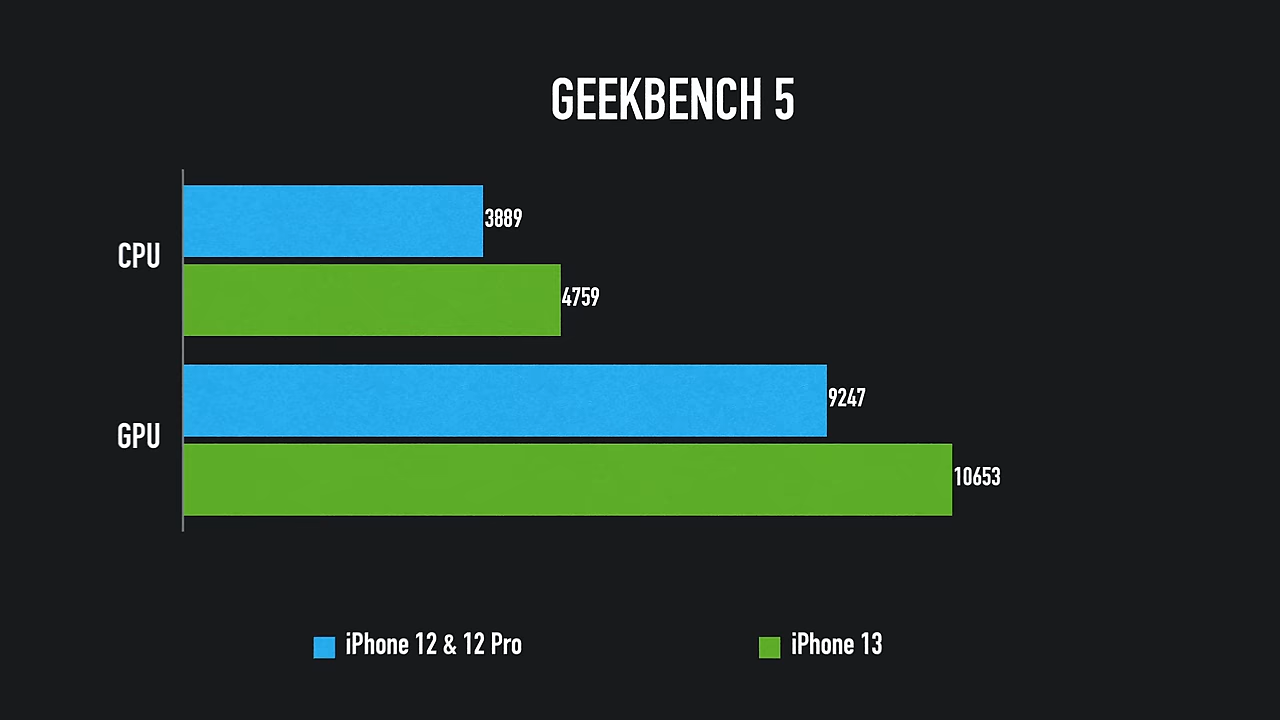 GEEKBENCH 5
3889
CPU
4759
9247
GPU
10653
iPhone 12 & 12 Pro
iPhone 13